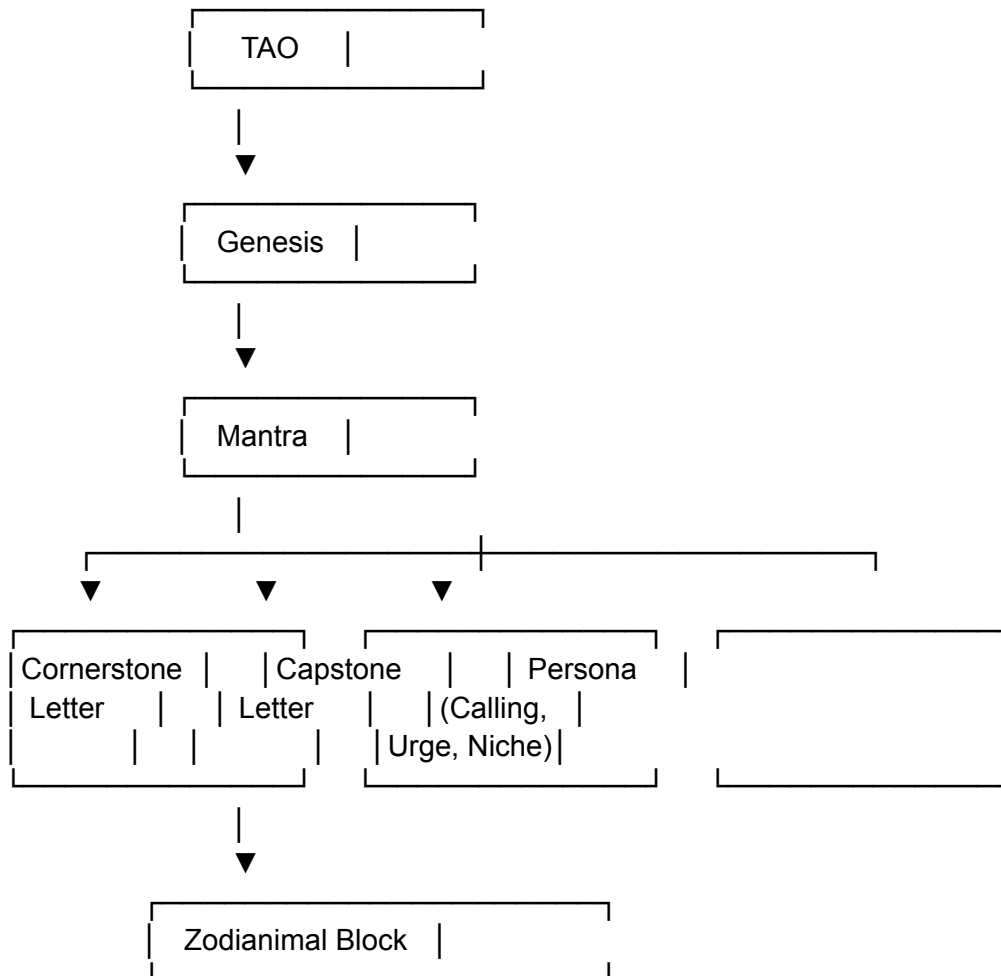 TAO
Genesis
Mantra
Cornerstone Capstone Persona
Letter Letter (Calling,
Urge, Niche)
Zodianimal Block